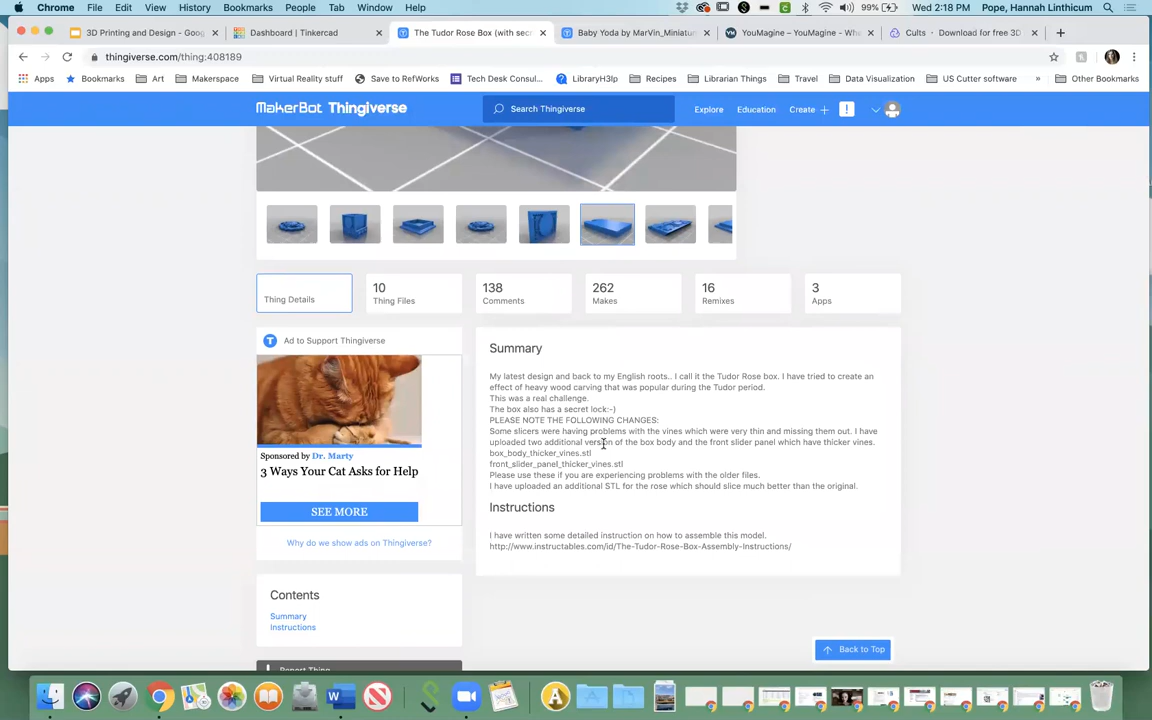 Chrome File Edit View History Bookmarks People Tab Window Help 99% Wed 2:18 PM Pope, Hannah Linthicum
3D Printing and Design - Goog × Dashboard | Tinkercad × The Tudor Rose Box (with secr × Baby Yoda by MarVin_Miniatur × YouMagine – YouMagine - Wh × Cults · Download for free 3D ×
thingiverse.com/thing:408189
Apps Bookmarks Art Makerspace Virtual Reality stuff Save to RefWorks Tech Desk Consul... LibraryH3lp Recipes Librarian Things Travel Data Visualization US Cutter software » Other Bookmarks
MakerBot Thingiverse Search Thingiverse Explore Education Create +
Thing Details
10
Thing Files
138
Comments
262
Makes
16
Remixes
3
Apps
Ad to Support Thingiverse
Sponsored by Dr. Marty
3 Ways Your Cat Asks for Help
SEE MORE
Why do we show ads on Thingiverse?
Contents
Summary
Instructions
Report Thing
Summary
My latest design and back to my English roots.. I call it the Tudor Rose box. I have tried to create an
effect of heavy wood carving that was popular during the Tudor period.
This was a real challenge.
The box also has a secret lock:-)
PLEASE NOTE THE FOLLOWING CHANGES:
Some slicers were having problems with the vines which were very thin and missing them out. I have
uploaded two additional version of the box body and the front slider panel which have thicker vines.
box_body_thicker_vines.stl
front_slider_panel_thicker_vines.stl
Please use these if you are experiencing problems with the older files.
I have uploaded an additional STL for the rose which should slice much better than the original.
Instructions
I have written some detailed instruction on how to assemble this model.
http://www.instructables.com/id/The-Tudor-Rose-Box-Assembly-Instructions/
Back to Top